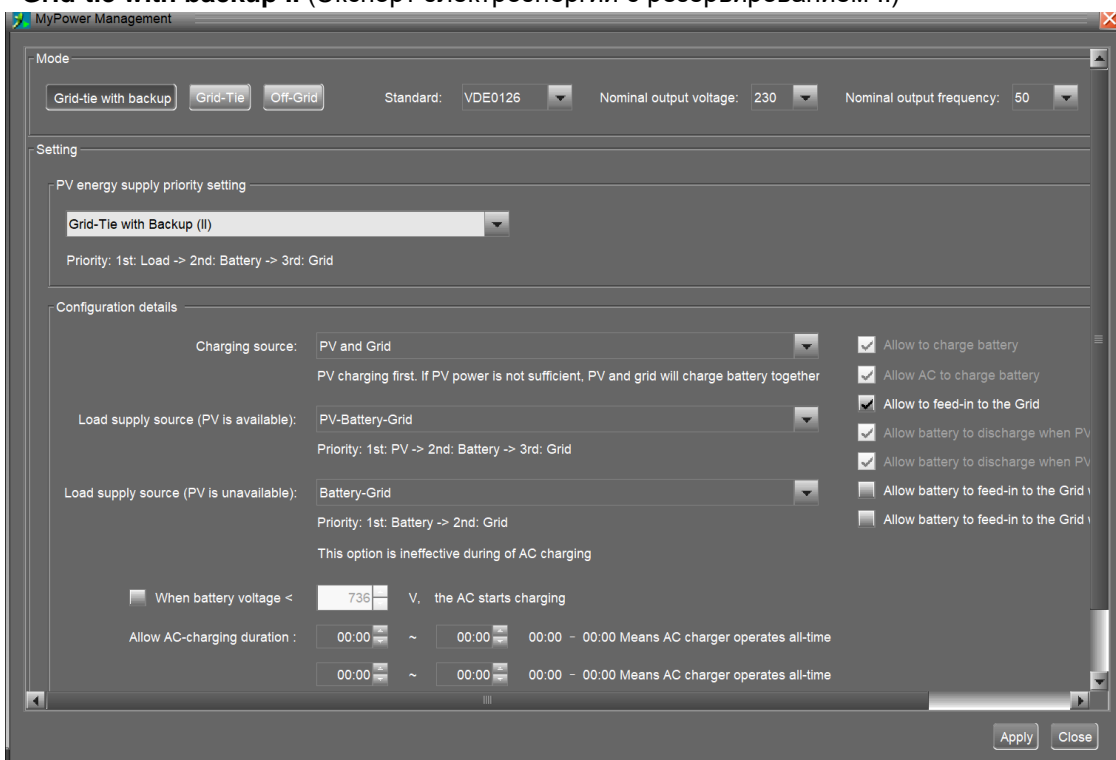 Grid-tie with backup II (Экспорт электроэнергии с резервированием II)
MyPower Management
Mode
Grid-tie with backup Grid-Tie Off-Grid Standard: VDE0126 Nominal output voltage: 230 Nominal output frequency: 50
Setting
PV energy supply priority setting
Grid-Tie with Backup (II)
Priority: 1st: Load -> 2nd: Battery -> 3rd: Grid
Configuration details
Charging source: PV and Grid Allow to charge battery
PV charging first. If PV power is not sufficient, PV and grid will charge battery together Allow AC to charge battery
Allow to feed-in to the Grid
Load supply source (PV is available): PV-Battery-Grid
Allow battery to discharge when PV
Priority: 1st: PV -> 2nd: Battery -> 3rd: Grid
Allow battery to discharge when PV
Load supply source (PV is unavailable): Battery-Grid Allow battery to feed-in to the Grid
Priority: 1st: Battery -> 2nd: Grid Allow battery to feed-in to the Grid
This option is ineffective during of AC charging
When battery voltage < 736 V, the AC starts charging
Allow AC-charging duration : 00:00 ~ 00:00 00:00 - 00:00 Means AC charger operates all-time
00:00 ~ 00:00 00:00 - 00:00 Means AC charger operates all-time
Apply Close